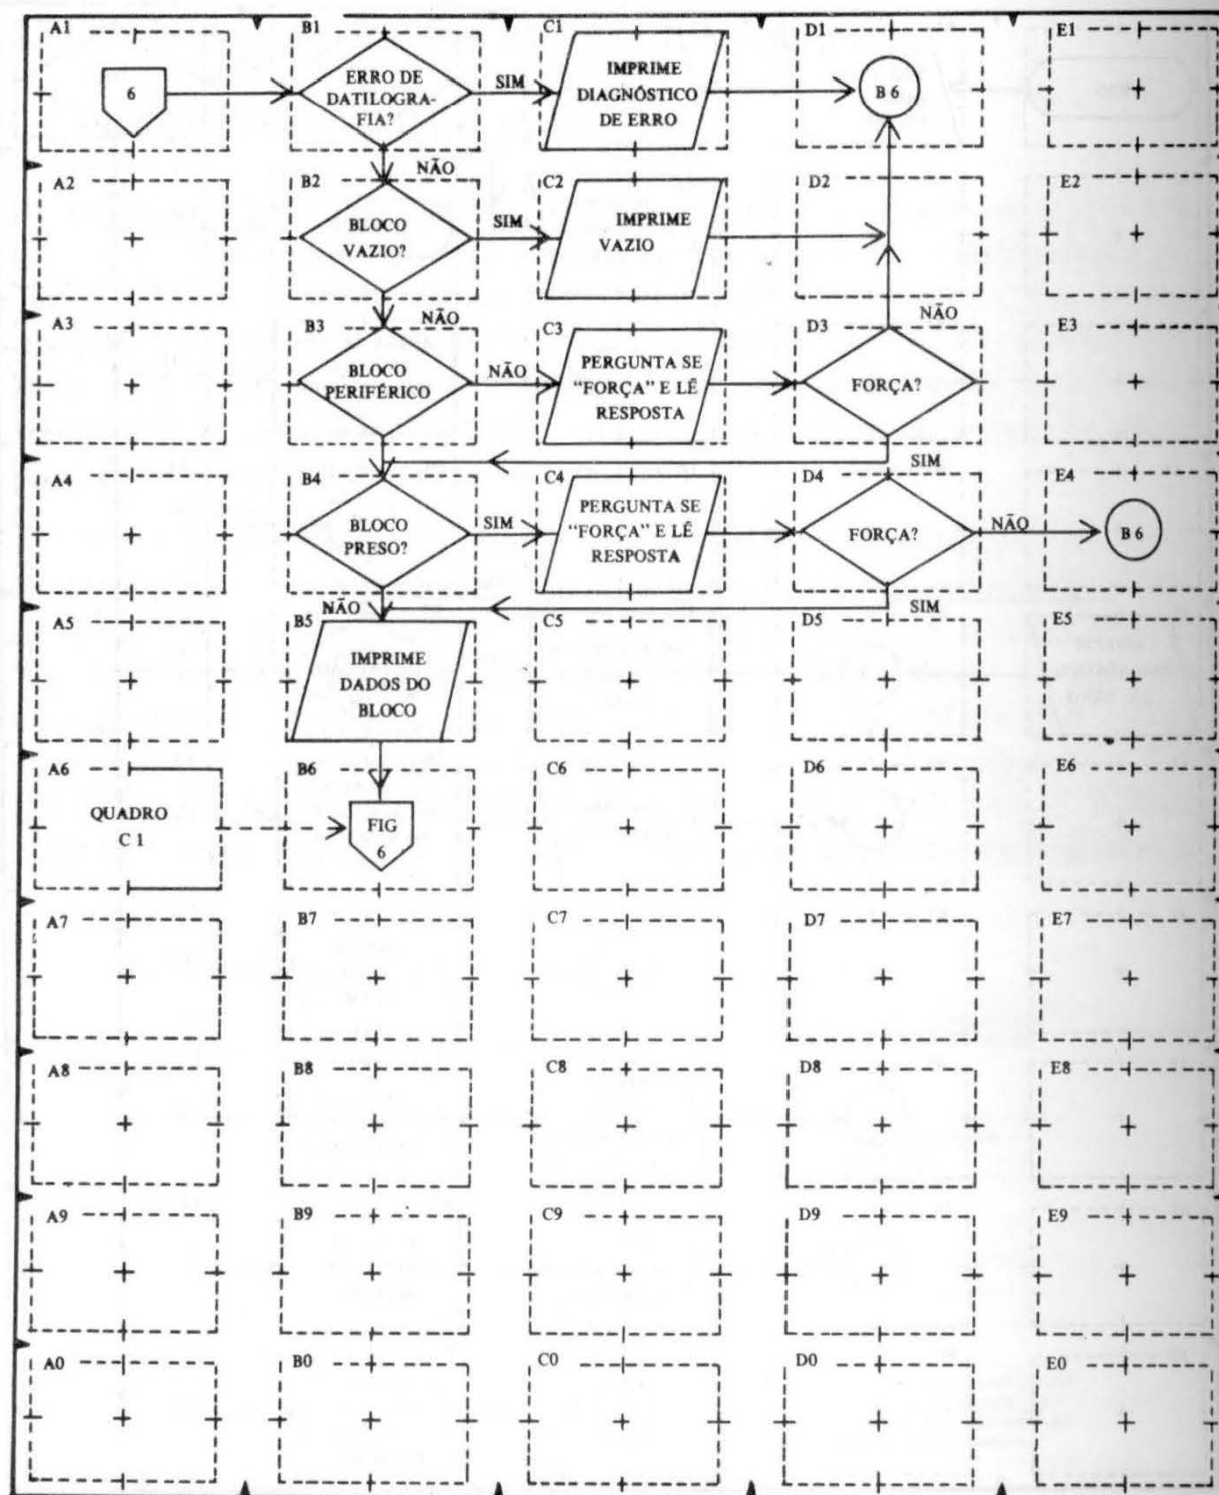 A1
B1
C1
D1
E1
6
ERRO DE
DATILOGRA-
FIA?
SIM
IMPRIME
DIAGNÓSTICO
DE ERRO
B 6
NÃO
A2
B2
C2
D2
E2
BLOCO
VAZIO?
SIM
IMPRIME
VAZIO
NÃO
NÃO
A3
B3
C3
D3
E3
BLOCO
PERIFÉRICO
NÃO
PERGUNTA SE
“FORÇA” E LÊ
RESPOSTA
FORÇA?
SIM
A4
B4
C4
D4
E4
BLOCO
PRESO?
SIM
PERGUNTA SE
“FORÇA” E LÊ
RESPOSTA
FORÇA?
NÃO
B 6
NÃO
SIM
A5
B5
C5
D5
E5
IMPRIME
DADOS DO
BLOCO
A6
B6
C6
D6
E6
QUADRO
C 1
FIG
6
A7
B7
C7
D7
E7
A8
B8
C8
D8
E8
A9
B9
C9
D9
E9
A0
B0
C0
D0
E0